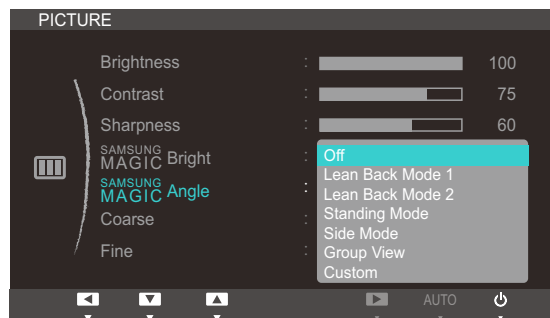 PICTURE
Brightness : 100
Contrast : 75
Sharpness : 60
SAMSUNG
MAGIC Bright :
SAMSUNG
MAGIC Angle :
Coarse :
Fine :
Off
Lean Back Mode 1
Lean Back Mode 2
Standing Mode
Side Mode
Group View
Custom
AUTO